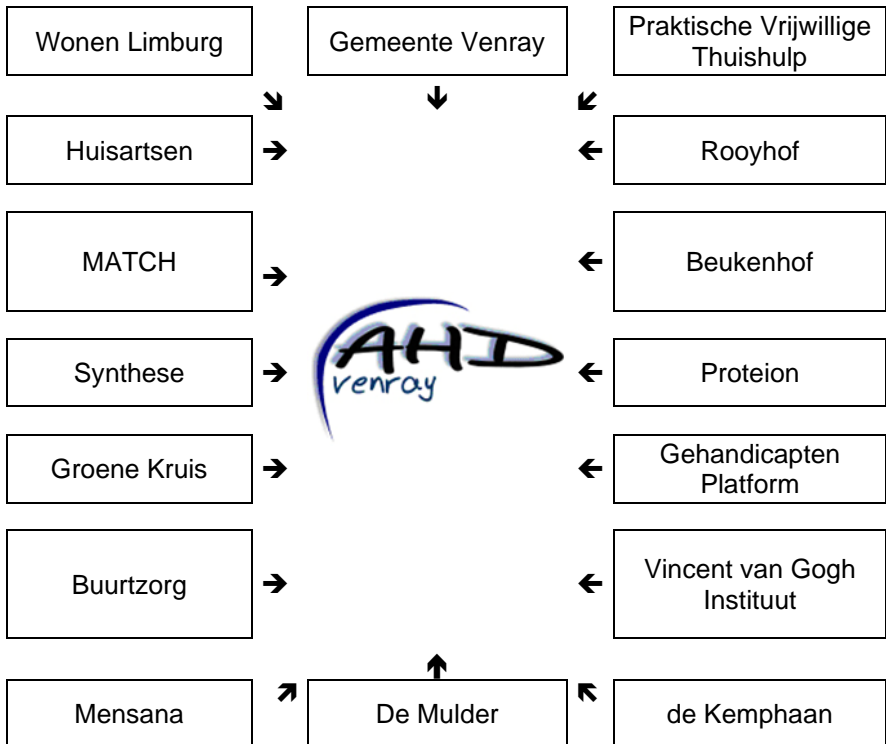 Wonen Limburg
Gemeente Venray
Praktische Vrijwillige
Thuishulp
Huisartsen
Rooyhof
MATCH
Beukenhof
AHD
venray
Synthese
Proteion
Groene Kruis
Gehandicapten
Platform
Buurtzorg
Vincent van Gogh
Instituut
Mensana
De Mulder
de Kemphaan